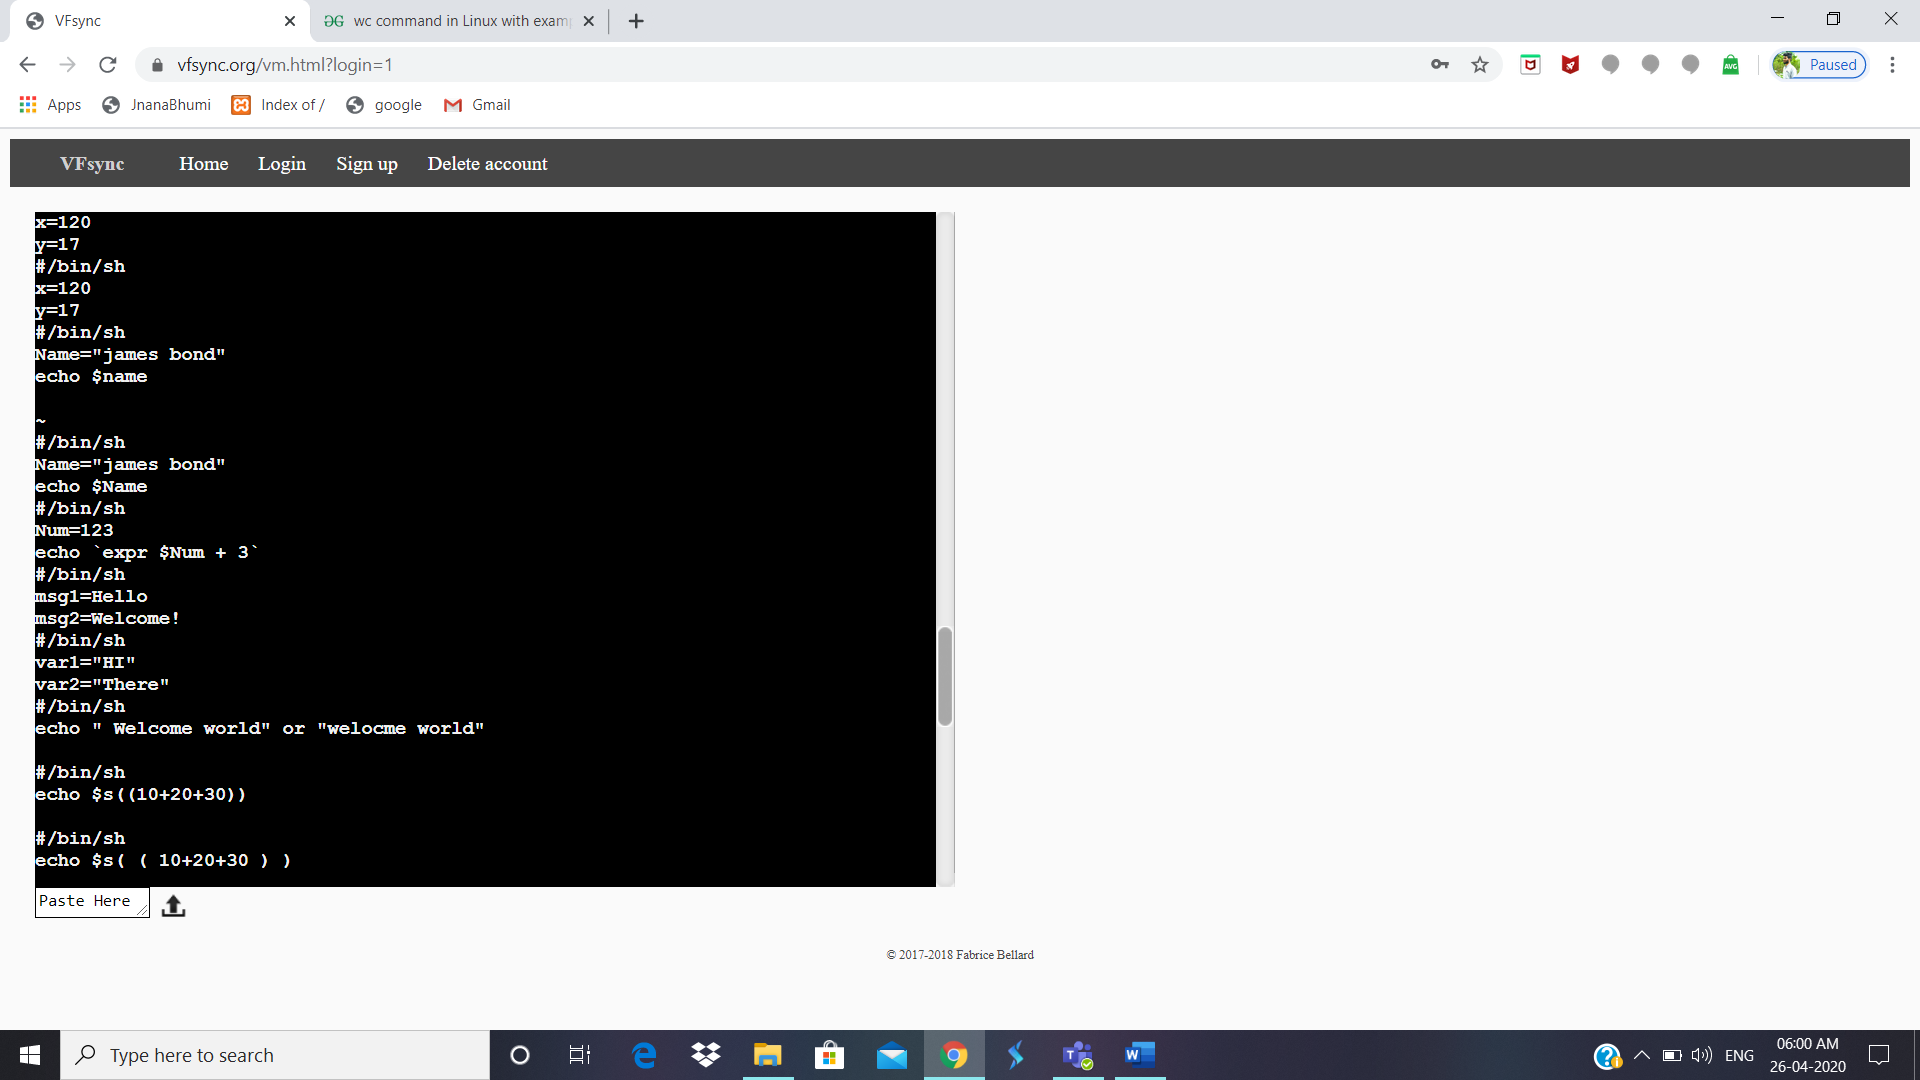 VFsync
wc command in Linux with exam
vfsync.org/vm.html?login=1
Paused
Apps JnanaBhumi Index of / google Gmail
VFsync Home Login Sign up Delete account
x=120
y=17
#/bin/sh
x=120
y=17
#/bin/sh
Name="james bond"
echo $name
~
#/bin/sh
Name="james bond"
echo $Name
#/bin/sh
Num=123
echo `expr $Num + 3`
#/bin/sh
msg1=Hello
msg2=Welcome!
#/bin/sh
var1="HI"
var2="There"
#/bin/sh
echo " Welcome world" or "welocme world"
#/bin/sh
echo $s((10+20+30))
#/bin/sh
echo $s( ( 10+20+30 ) )
Paste Here
© 2017-2018 Fabrice Bellard
Type here to search
ENG
06:00 AM
26-04-2020